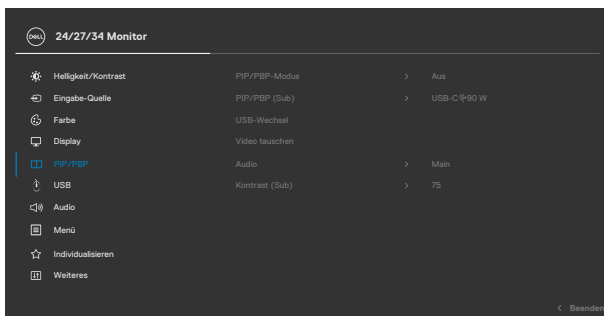 DELL 24/27/34 Monitor
Helligkeit/Kontrast PIP/PBP-Modus > Aus
Eingabe-Quelle PIP/PBP (Sub) > USB-C 90 W
Farbe USB-Wechsel
Display Video tauschen
PIP/PBP Audio > Main
USB Kontrast (Sub) > 75
Audio
Menü
Individualisieren
Weiteres
< Beenden